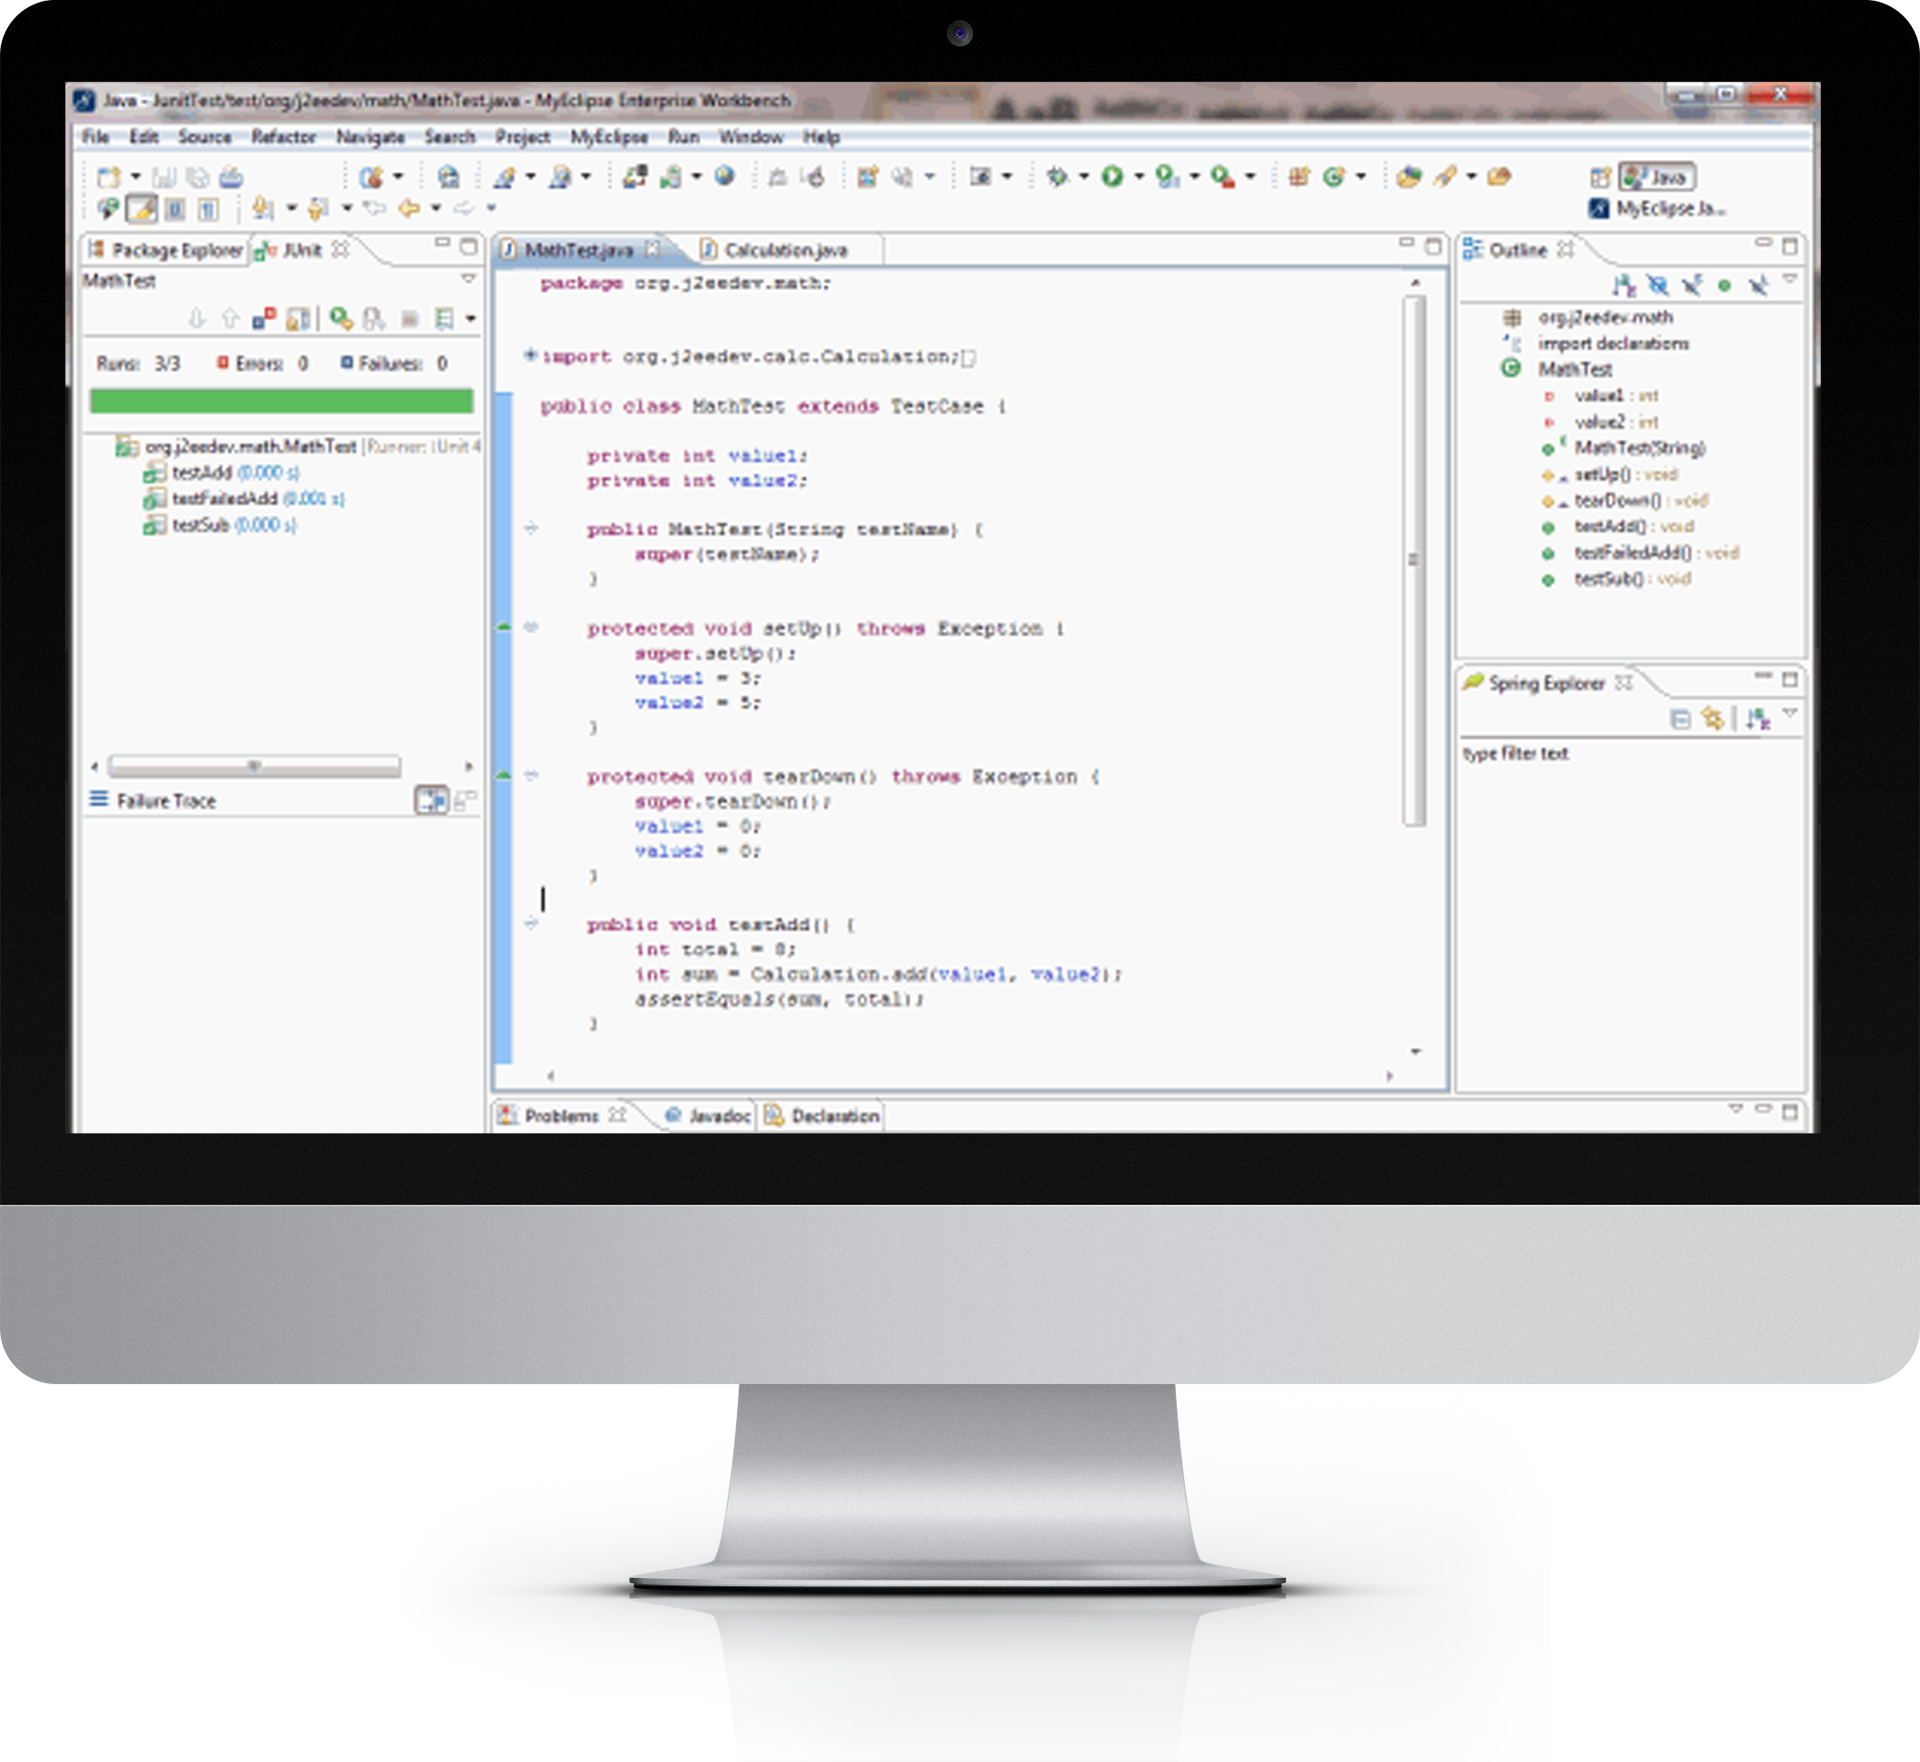 Java - JunitTest/test/org/j2eedev/math/MathTest.java - MyEclipse Enterprise Workbench
File Edit Source Refactor Navigate Search Project MyEclipse Run Window Help
Java
MyEclipse Ja...
Package Explorer JUnit
MathTest
Runs: 3/3 Errors: 0 Failures: 0
org.j2eedev.math.MathTest [Runner: JUnit 4
testAdd (0.000 s)
testFailedAdd (0.001 s)
testSub (0.000 s)
Failure Trace
MathTest.java Calculation.java
package org.j2eedev.math;
import org.j2eedev.calc.Calculation;
public class MathTest extends TestCase {
private int value1;
private int value2;
public MathTest(String testName) {
super(testName);
}
protected void setUp() throws Exception {
super.setUp();
value1 = 3;
value2 = 5;
}
protected void tearDown() throws Exception {
super.tearDown();
value1 = 0;
value2 = 0;
}
public void testAdd() {
int total = 8;
int sum = Calculation.add(value1, value2);
assertEquals(sum, total);
}
Problems Javadoc Declaration
Outline
org.j2eedev.math
import declarations
MathTest
value1 : int
value2 : int
MathTest(String)
setUp() : void
tearDown() : void
testAdd() : void
testFailedAdd() : void
testSub() : void
Spring Explorer
type filter text